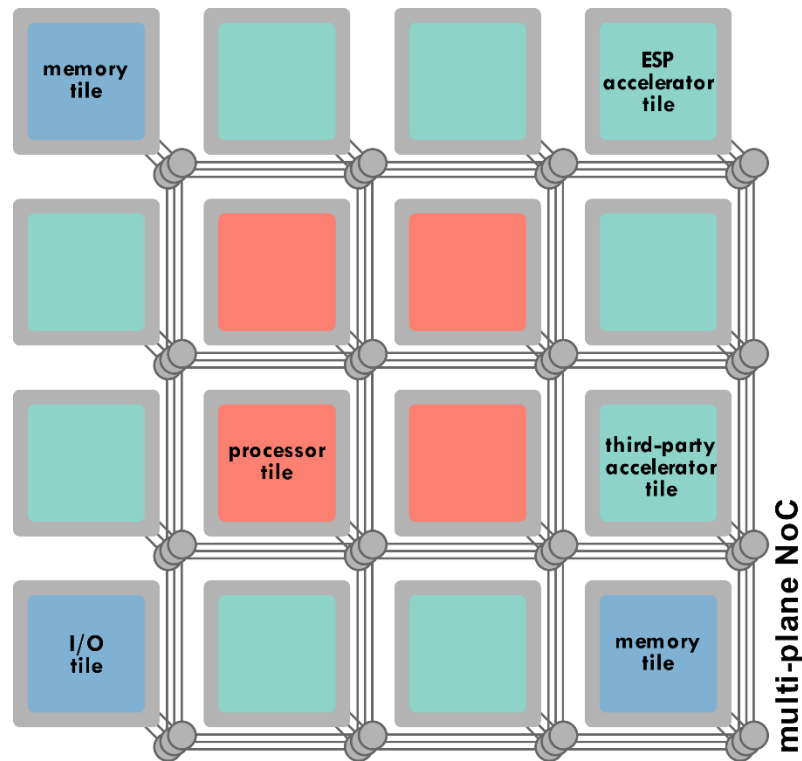 memory
tile
ESP
accelerator
tile
processor
tile
third-party
accelerator
tile
I/O
tile
memory
tile
multi-plane NoC